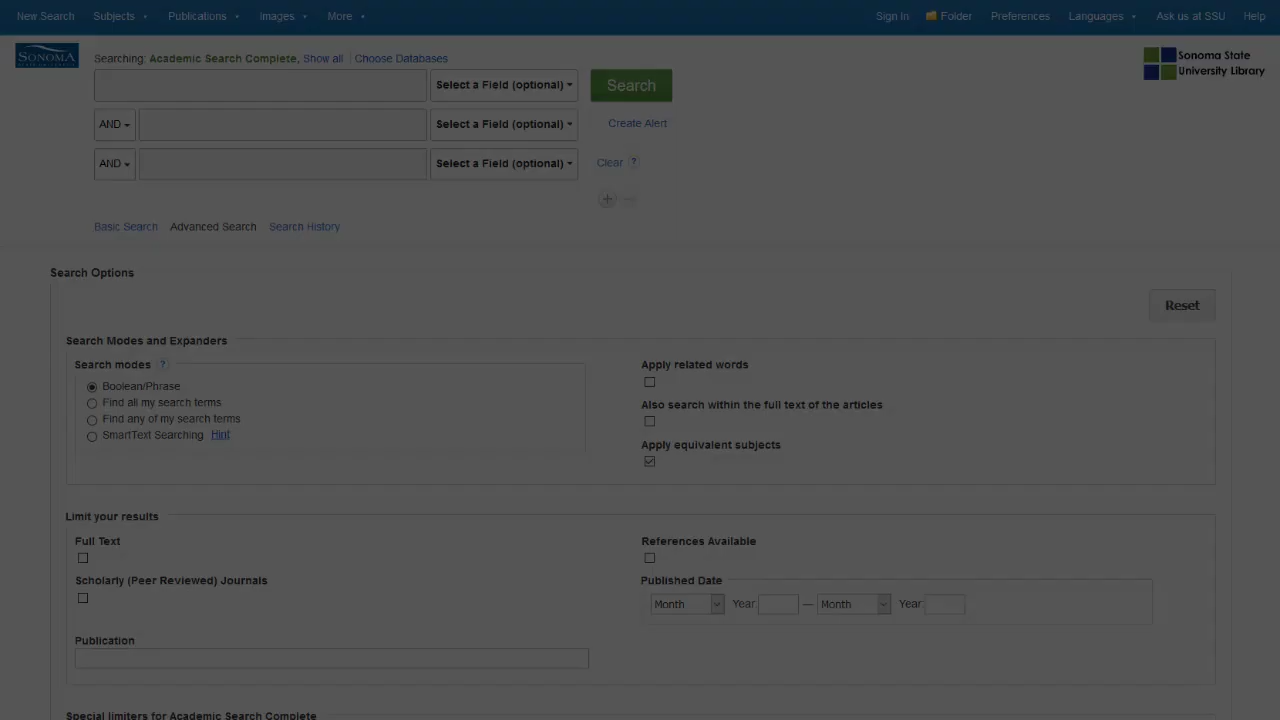 New Search Subjects Publications Images More Sign In Folder Preferences Languages Ask us at SSU Help
SONOMA
STATE UNIVERSITY
Searching: Academic Search Complete, Show all | Choose Databases
Sonoma State
University Library
Select a Field (optional) Search
AND Select a Field (optional) Create Alert
AND Select a Field (optional) Clear ?
Basic Search Advanced Search Search History
Search Options
Reset
Search Modes and Expanders
Search modes ?
Boolean/Phrase
Find all my search terms
Find any of my search terms
SmartText Searching Hint
Apply related words
Also search within the full text of the articles
Apply equivalent subjects
Limit your results
Full Text
References Available
Scholarly (Peer Reviewed) Journals
Published Date
Month Year: — Month Year:
Publication
Special limiters for Academic Search Complete